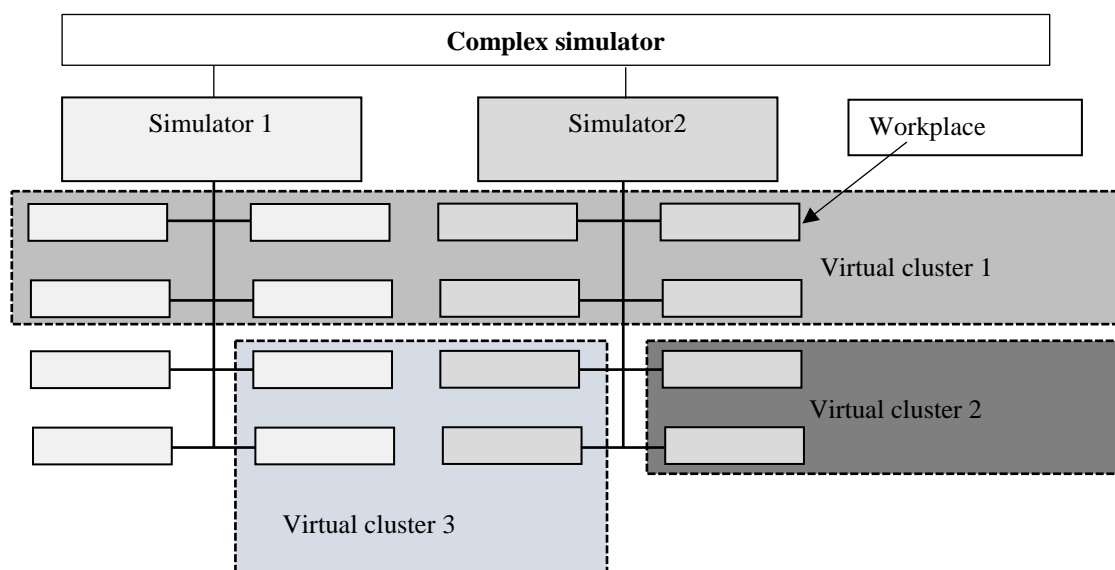 Complex simulator
Simulator 1
Simulator2
Workplace
Virtual cluster 1
Virtual cluster 2
Virtual cluster 3